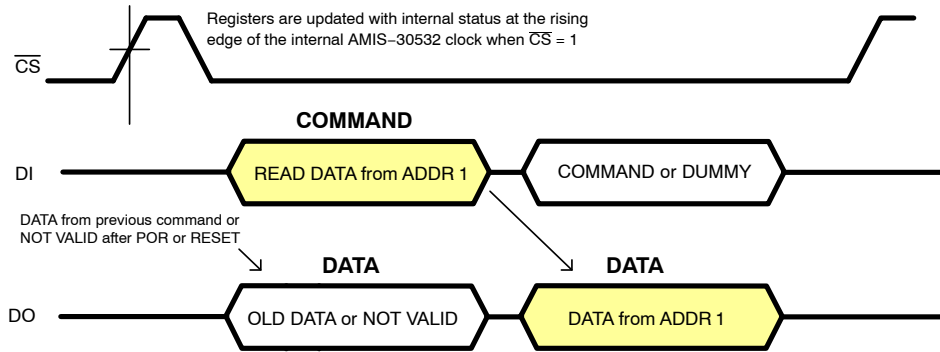 Registers are updated with internal status at the rising
edge of the internal AMIS−30532 clock when CS = 1
CS
COMMAND
DI
READ DATA from ADDR 1
COMMAND or DUMMY
DATA from previous command or
NOT VALID after POR or RESET
DATA
DATA
DO
OLD DATA or NOT VALID
DATA from ADDR 1